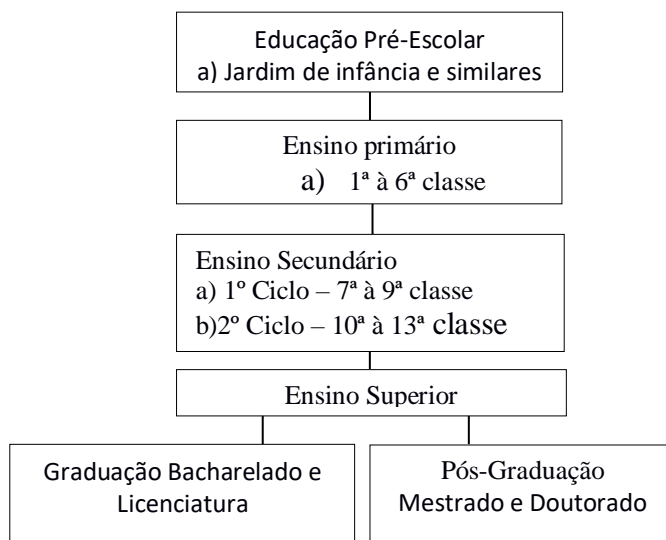 Educação Pré-Escolar
a) Jardim de infância e similares
Ensino primário
a) 1ª à 6ª classe
Ensino Secundário
a) 1º Ciclo – 7ª à 9ª classe
b)2º Ciclo – 10ª à 13ª classe
Ensino Superior
Graduação Bacharelado e
Licenciatura
Pós-Graduação
Mestrado e Doutorado